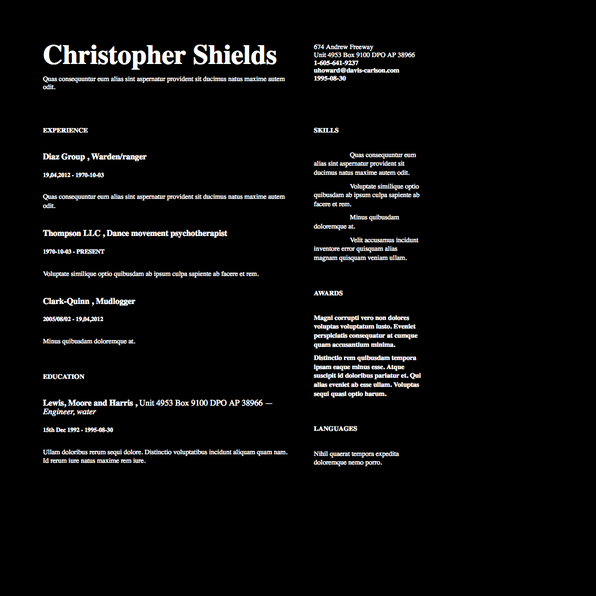 Christopher Shields
Quas consequuntur eum alias sint aspernatur provident sit ducimus natus maxime autem
odit.
674 Andrew Freeway
Unit 4953 Box 9100 DPO AP 38966
1-605-641-9237
uhoward@davis-carlson.com
1995-08-30
EXPERIENCE
Diaz Group , Warden/ranger
19,04,2012 - 1970-10-03
Quas consequuntur eum alias sint aspernatur provident sit ducimus natus maxime autem
odit.
Thompson LLC , Dance movement psychotherapist
1970-10-03 - PRESENT
Voluptate similique optio quibusdam ab ipsum culpa sapiente ab facere et rem.
Clark-Quinn , Mudlogger
2005/08/02 - 19,04,2012
Minus quibusdam doloremque at.
EDUCATION
Lewis, Moore and Harris , Unit 4953 Box 9100 DPO AP 38966 —
Engineer, water
15th Dec 1992 - 1995-08-30
Ullam doloribus rerum sequi dolore. Distinctio voluptatibus incidunt aliquam quam nam.
Id rerum iure natus maxime rem iure.
SKILLS
Quas consequuntur eum
alias sint aspernatur provident sit
ducimus natus maxime autem odit.
Voluptate similique optio
quibusdam ab ipsum culpa sapiente ab
facere et rem.
Minus quibusdam
doloremque at.
Velit accusamus incidunt
inventore error quisquam alias
magnam quisquam veniam ullam.
AWARDS
Magni corrupti vero non dolores
voluptas voluptatum iusto. Eveniet
perspiciatis consequatur at cumque
quam accusantium minima.
Distinctio rem quibusdam tempora
ipsam eaque minus esse. Atque
suscipit id doloribus pariatur et. Qui
alias eveniet ab esse ullam. Voluptas
sequi quasi optio harum.
LANGUAGES
Nihil quaerat tempora expedita
doloremque nemo porro.